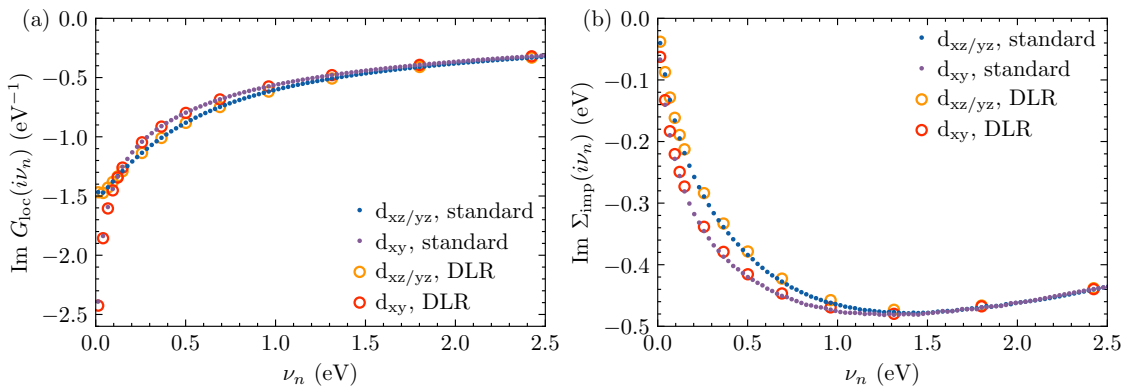 (a)
0.0
−0.5
−1.0
−1.5
−2.0
−2.5
Im G_loc(iν_n) (eV⁻¹)
d_xz/yz, standard
d_xy, standard
d_xz/yz, DLR
d_xy, DLR
0.0 0.5 1.0 1.5 2.0 2.5
ν_n (eV)
(b)
0.0
−0.1
−0.2
−0.3
−0.4
−0.5
Im Σ_imp(iν_n) (eV)
d_xz/yz, standard
d_xy, standard
d_xz/yz, DLR
d_xy, DLR
0.0 0.5 1.0 1.5 2.0 2.5
ν_n (eV)